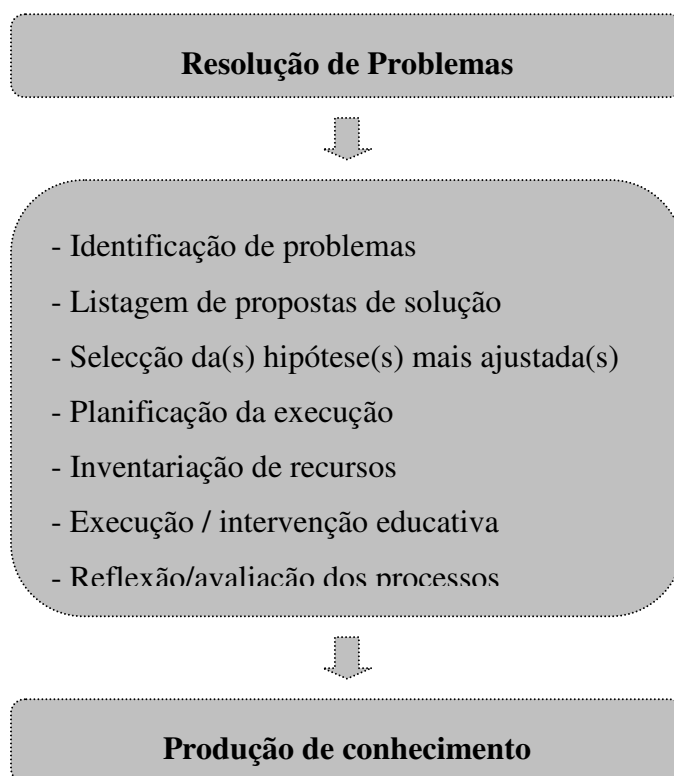 Resolução de Problemas
- Identificação de problemas
- Listagem de propostas de solução
- Selecção da(s) hipótese(s) mais ajustada(s)
- Planificação da execução
- Inventariação de recursos
- Execução / intervenção educativa
- Reflexão/avaliação dos processos
Produção de conhecimento